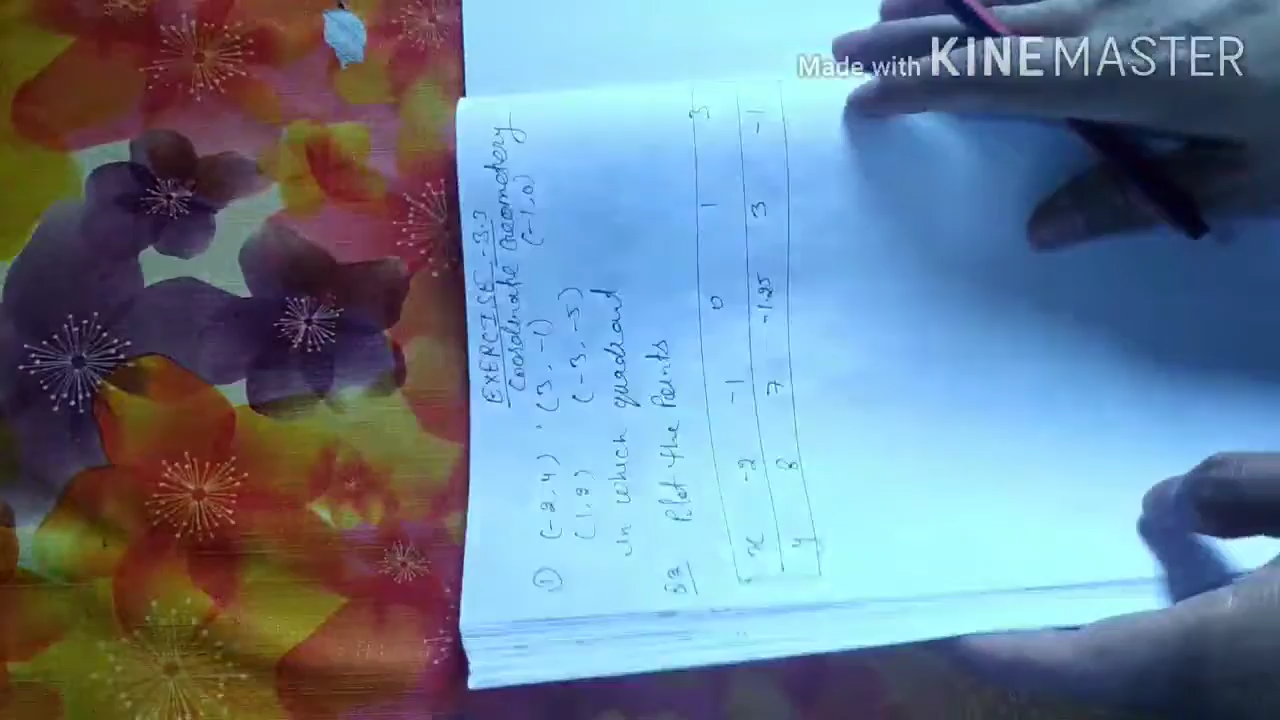 EXERCISE - 3.3
Coordinate Geometery
① (-2, 4) , (3, -1) (-1, 0)
(1, 2) (-3, -5)
in which quadrant
Q2 Plot the Points
x -2 -1 0 1 3
y 8 7 -1.25 3 -1
Made with KINEMASTER